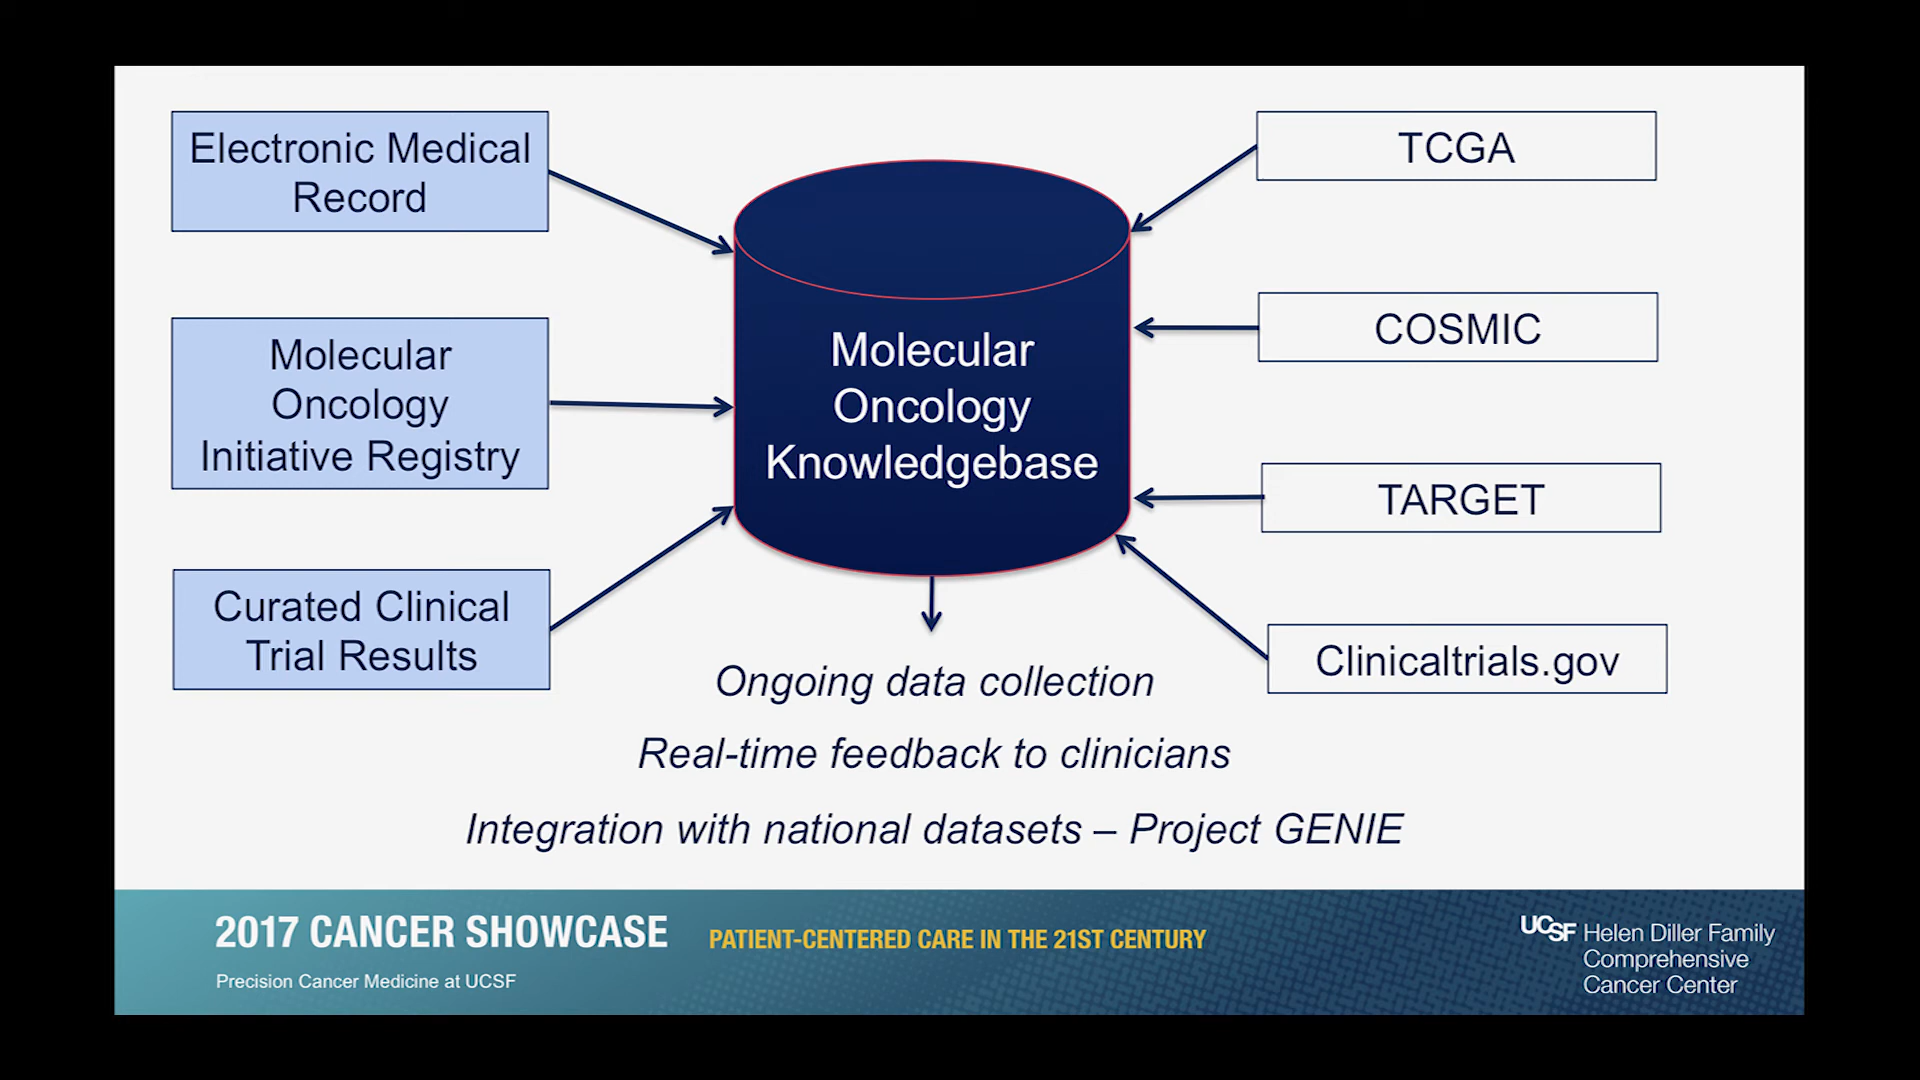 Electronic Medical
Record
Molecular
Oncology
Initiative Registry
Curated Clinical
Trial Results
Molecular
Oncology
Knowledgebase
TCGA
COSMIC
TARGET
Clinicaltrials.gov
Ongoing data collection
Real-time feedback to clinicians
Integration with national datasets – Project GENIE
2017 CANCER SHOWCASE
PATIENT-CENTERED CARE IN THE 21ST CENTURY
Precision Cancer Medicine at UCSF
UCSF Helen Diller Family
Comprehensive
Cancer Center